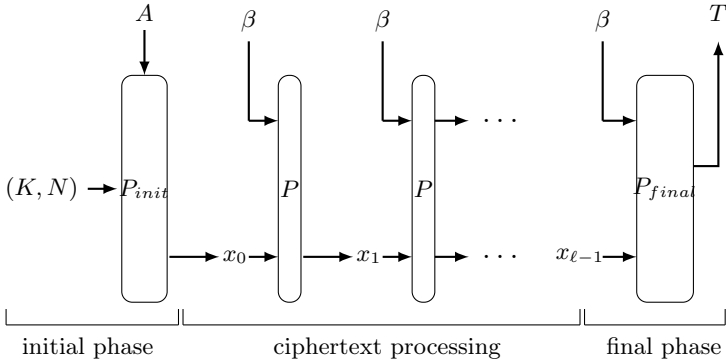 A β β β T
· · ·
(K, N) P_init P P P_final
x_0 x_1 · · · x_{ℓ−1}
initial phase ciphertext processing final phase